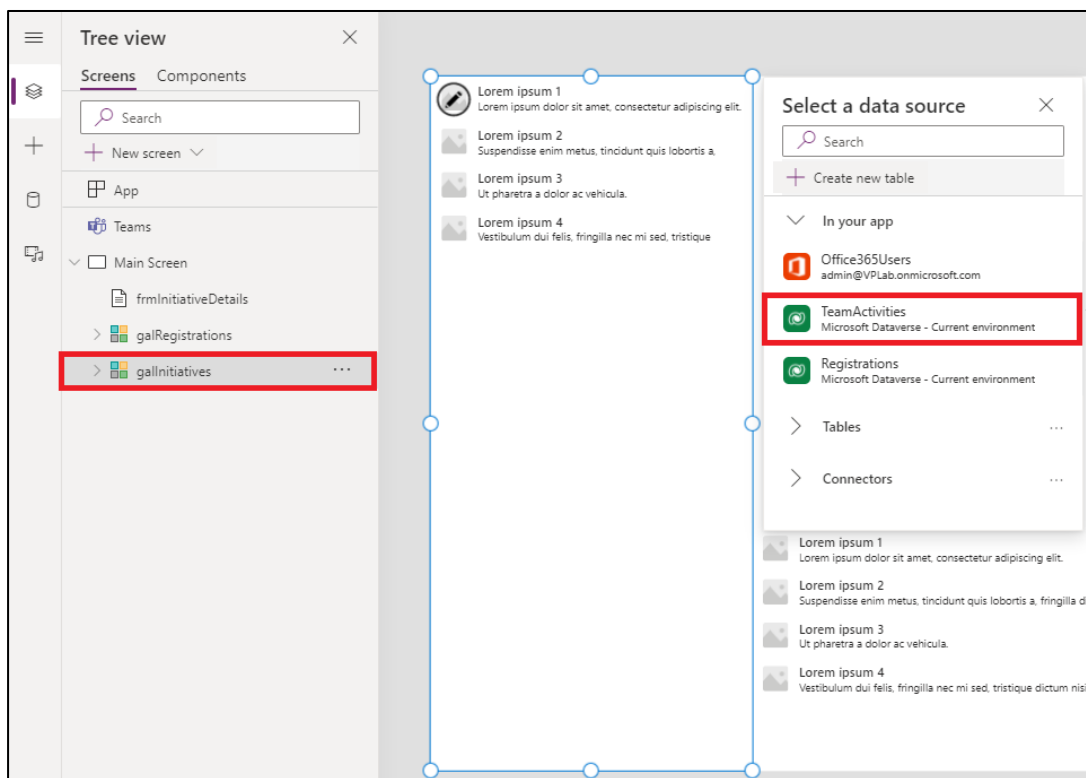 Tree view
Screens Components
Search
New screen
App
Teams
Main Screen
frmInitiativeDetails
galRegistrations
galInitiatives
Lorem ipsum 1
Lorem ipsum dolor sit amet, consectetur adipiscing elit.
Lorem ipsum 2
Suspendisse enim metus, tincidunt quis lobortis a,
Lorem ipsum 3
Ut pharetra a dolor ac vehicula.
Lorem ipsum 4
Vestibulum dui felis, fringilla nec mi sed, tristique
Select a data source
Search
Create new table
In your app
Office365Users
admin@VPLab.onmicrosoft.com
TeamActivities
Microsoft Dataverse - Current environment
Registrations
Microsoft Dataverse - Current environment
Tables
Connectors
Lorem ipsum 1
Lorem ipsum dolor sit amet, consectetur adipiscing elit.
Lorem ipsum 2
Suspendisse enim metus, tincidunt quis lobortis a, fringilla d
Lorem ipsum 3
Ut pharetra a dolor ac vehicula.
Lorem ipsum 4
Vestibulum dui felis, fringilla nec mi sed, tristique dictum nisi